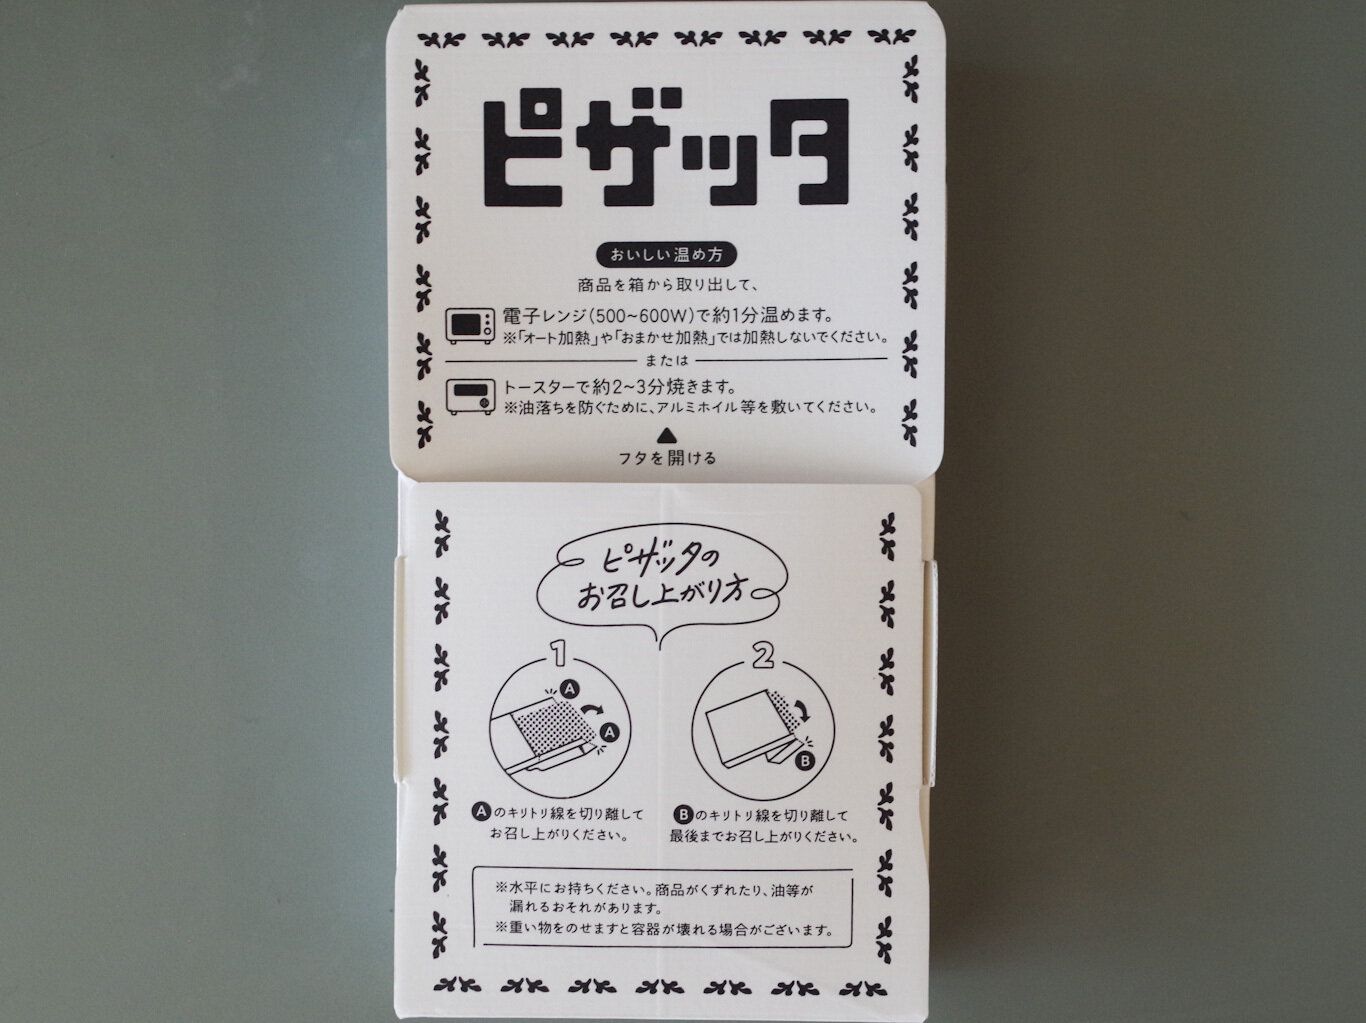 ピザッタ
おいしい温め方
商品を箱から取り出して、
電子レンジ(500~600W)で約1分温めます。
※「オート加熱」や「おまかせ加熱」では加熱しないでください。
または
トースターで約2~3分焼きます。
※油落ちを防ぐために、アルミホイル等を敷いてください。
▲
フタを開ける
ピザッタの
お召し上がり方
1
A
A
Aのキリトリ線を切り離して
お召し上がりください。
2
B
Bのキリトリ線を切り離して
最後までお召し上がりください。
※水平にお持ちください。商品がくずれたり、油等が
漏れるおそれがあります。
※重い物をのせますと容器が壊れる場合がございます。